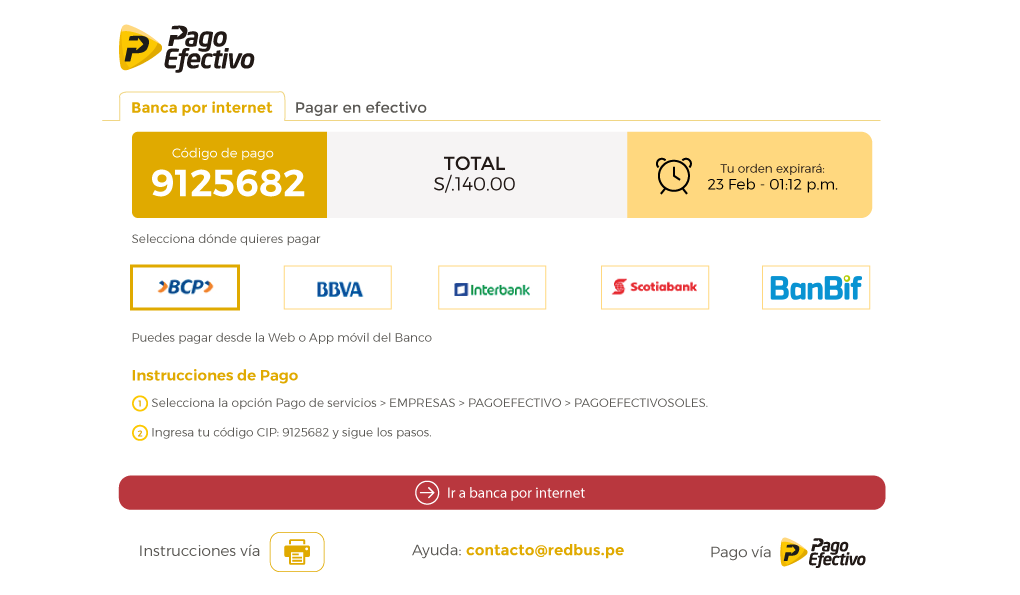 Pago
Efectivo
Banca por internet Pagar en efectivo
Código de pago
9125682
TOTAL
S/.140.00
Tu orden expirará:
23 Feb - 01:12 p.m.
Selecciona dónde quieres pagar
BCP BBVA Interbank Scotiabank BanBif
Puedes pagar desde la Web o App móvil del Banco
Instrucciones de Pago
1 Selecciona la opción Pago de servicios > EMPRESAS > PAGOEFECTIVO > PAGOEFECTIVOSOLES.
2 Ingresa tu código CIP: 9125682 y sigue los pasos.
Ir a banca por internet
Instrucciones vía
Ayuda: contacto@redbus.pe
Pago vía
Pago
Efectivo